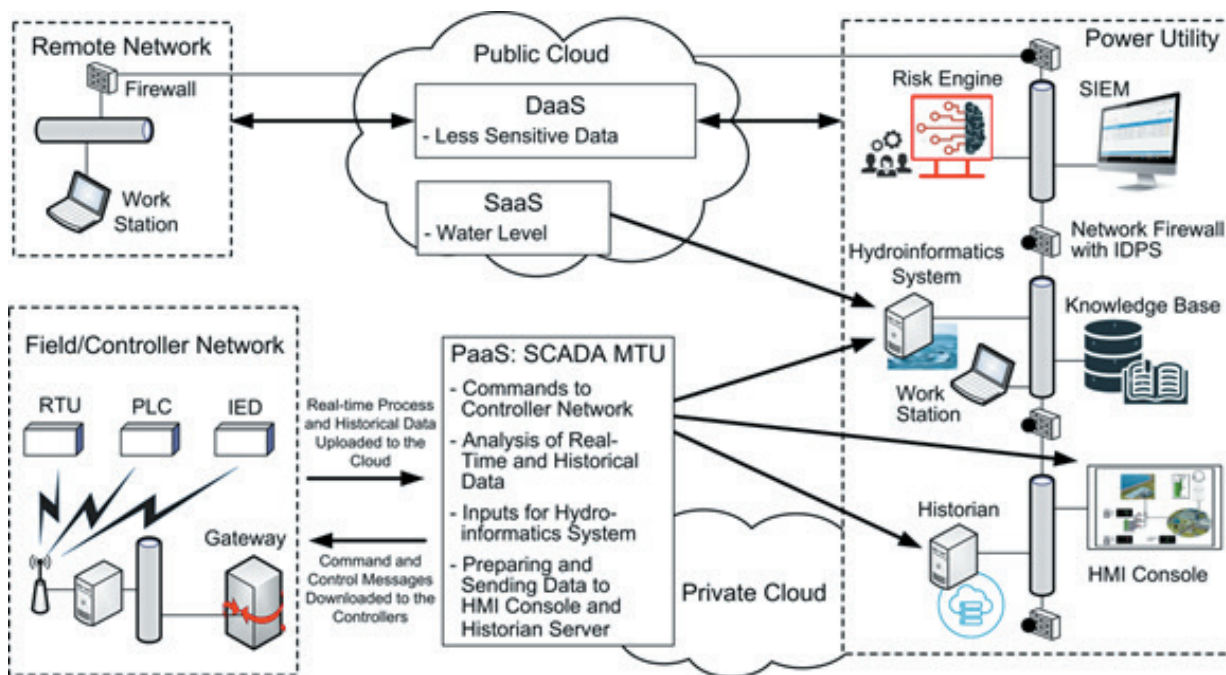 Remote Network
Firewall
Work
Station
Public Cloud
DaaS
- Less Sensitive Data
SaaS
- Water Level
Power Utility
Risk Engine
SIEM
Network Firewall
with IDPS
Hydroinformatics
System
Knowledge Base
Work
Station
Historian
HMI Console
Field/Controller Network
RTU
PLC
IED
Gateway
Real-time Process
and Historical Data
Uploaded to the
Cloud
Command and
Control Messages
Downloaded to the
Controllers
PaaS: SCADA MTU
- Commands to
Controller Network
- Analysis of Real-
Time and Historical
Data
- Inputs for Hydro-
informatics System
- Preparing and
Sending Data to
HMI Console and
Historian Server
Private Cloud